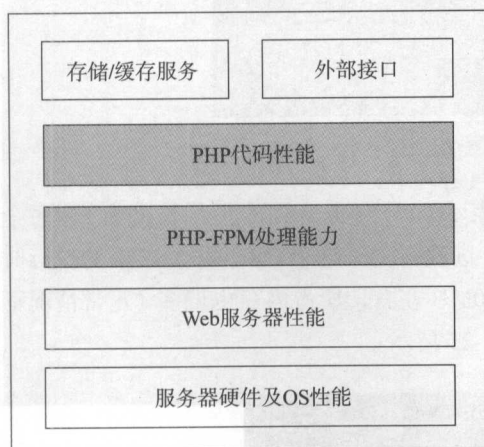 存储/缓存服务
外部接口
PHP代码性能
PHP-FPM处理能力
Web服务器性能
服务器硬件及OS性能